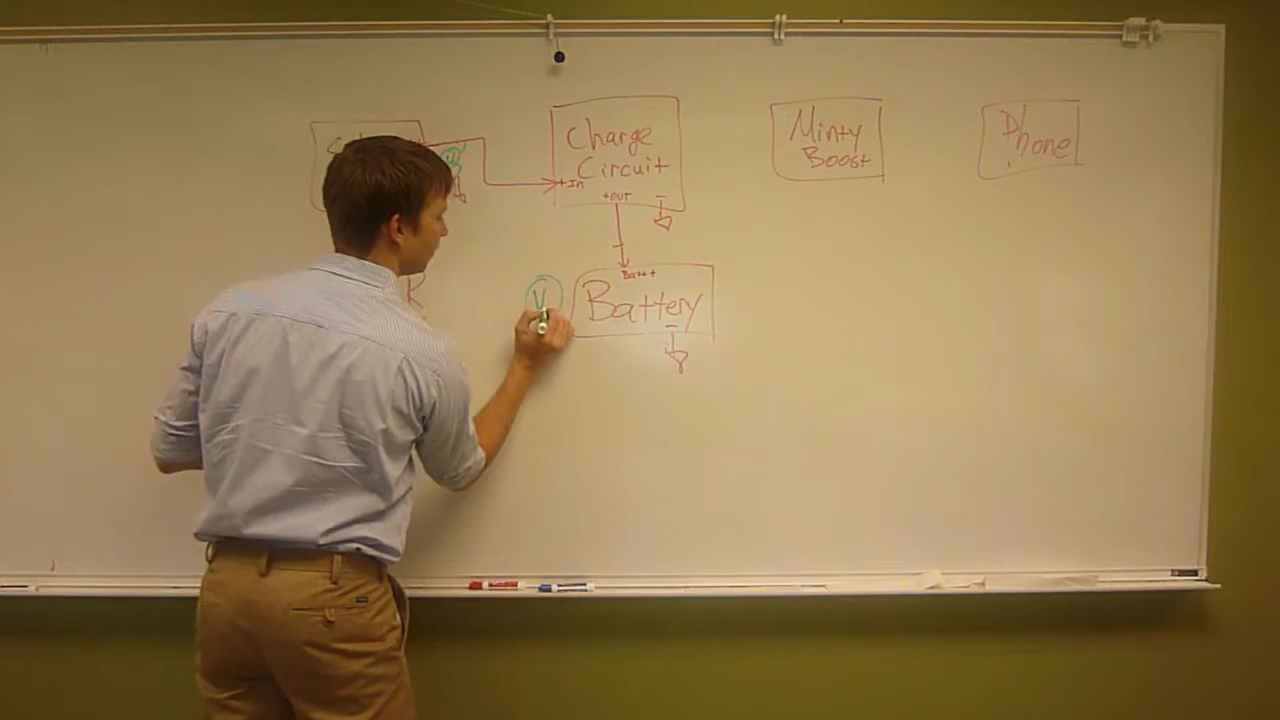 Charge
Circuit
+In
+OUT
-
Minty
Boost
Phone
V
Batt +
Battery
-
R